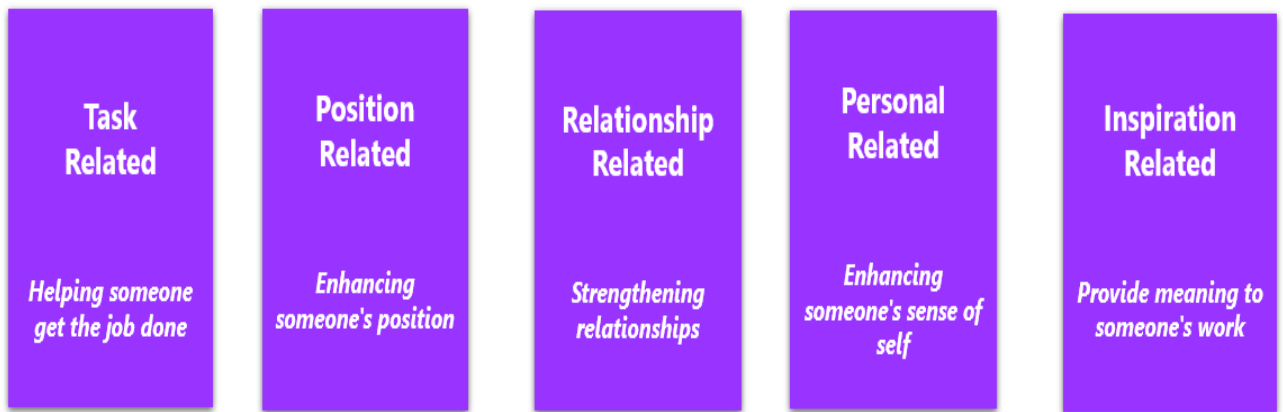 Task
Related
Helping someone
get the job done
Position
Related
Enhancing
someone's position
Relationship
Related
Strengthening
relationships
Personal
Related
Enhancing
someone's sense of
self
Inspiration
Related
Provide meaning to
someone's work